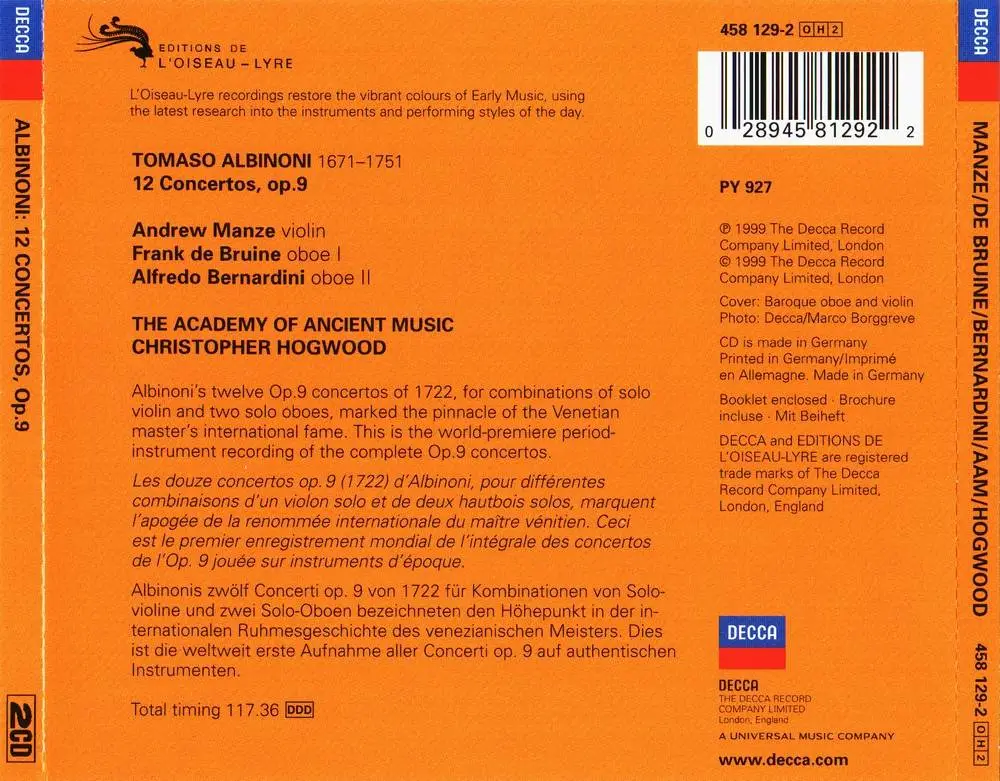 DECCA
ALBINONI: 12 CONCERTOS, Op.9
2CD
EDITIONS DE
L'OISEAU – LYRE
L'Oiseau-Lyre recordings restore the vibrant colours of Early Music, using
the latest research into the instruments and performing styles of the day.
TOMASO ALBINONI 1671–1751
12 Concertos, op.9
Andrew Manze violin
Frank de Bruine oboe I
Alfredo Bernardini oboe II
THE ACADEMY OF ANCIENT MUSIC
CHRISTOPHER HOGWOOD
Albinoni's twelve Op.9 concertos of 1722, for combinations of solo
violin and two solo oboes, marked the pinnacle of the Venetian
master's international fame. This is the world-premiere period-
instrument recording of the complete Op.9 concertos.
Les douze concertos op. 9 (1722) d'Albinoni, pour différentes
combinaisons d'un violon solo et de deux hautbois solos, marquent
l'apogée de la renommée internationale du maître vénitien. Ceci
est le premier enregistrement mondial de l'intégrale des concertos
de l'Op. 9 jouée sur instruments d'époque.
Albinonis zwölf Concerti op. 9 von 1722 für Kombinationen von Solo-
violine und zwei Solo-Oboen bezeichneten den Höhepunkt in der in-
ternationalen Ruhmesgeschichte des venezianischen Meisters. Dies
ist die weltweit erste Aufnahme aller Concerti op. 9 auf authentischen
Instrumenten.
Total timing 117.36 DDD
458 129-2 OH2
0 28945 81292 2
PY 927
℗ 1999 The Decca Record
Company Limited, London
© 1999 The Decca Record
Company Limited, London
Cover: Baroque oboe and violin
Photo: Decca/Marco Borggreve
CD is made in Germany
Printed in Germany/Imprimé
en Allemagne. Made in Germany
Booklet enclosed · Brochure
incluse · Mit Beiheft
DECCA and EDITIONS DE
L'OISEAU-LYRE are registered
trade marks of The Decca
Record Company Limited,
London, England
DECCA
DECCA
THE DECCA RECORD
COMPANY LIMITED
London, England
A UNIVERSAL MUSIC COMPANY
www.decca.com
DECCA
MANZE/DE BRUINE/BERNARDINI/AAM/HOGWOOD
458 129-2 OH2